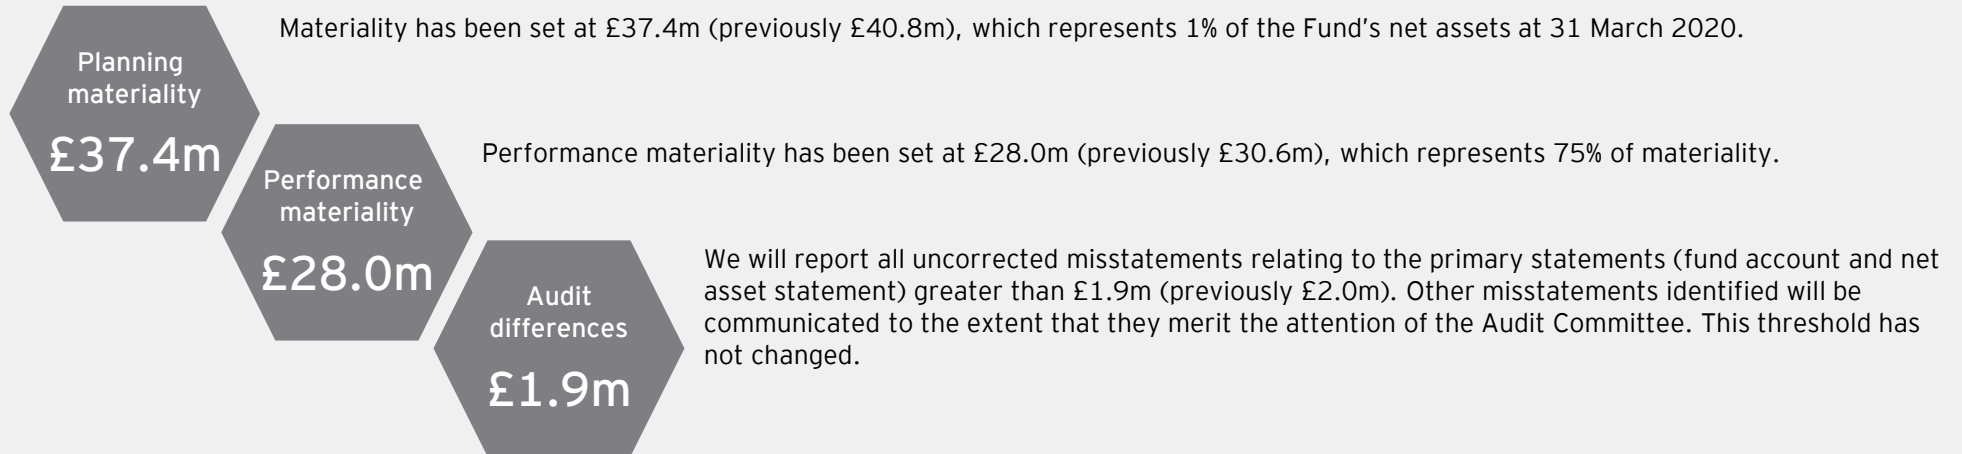 Materiality has been set at £37.4m (previously £40.8m), which represents 1% of the Fund's net assets at 31 March 2020.
Planning
materiality
£37.4m
Performance materiality has been set at £28.0m (previously £30.6m), which represents 75% of materiality.
Performance
materiality
£28.0m
We will report all uncorrected misstatements relating to the primary statements (fund account and net
asset statement) greater than £1.9m (previously £2.0m). Other misstatements identified will be
communicated to the extent that they merit the attention of the Audit Committee. This threshold has
not changed.
Audit
differences
£1.9m